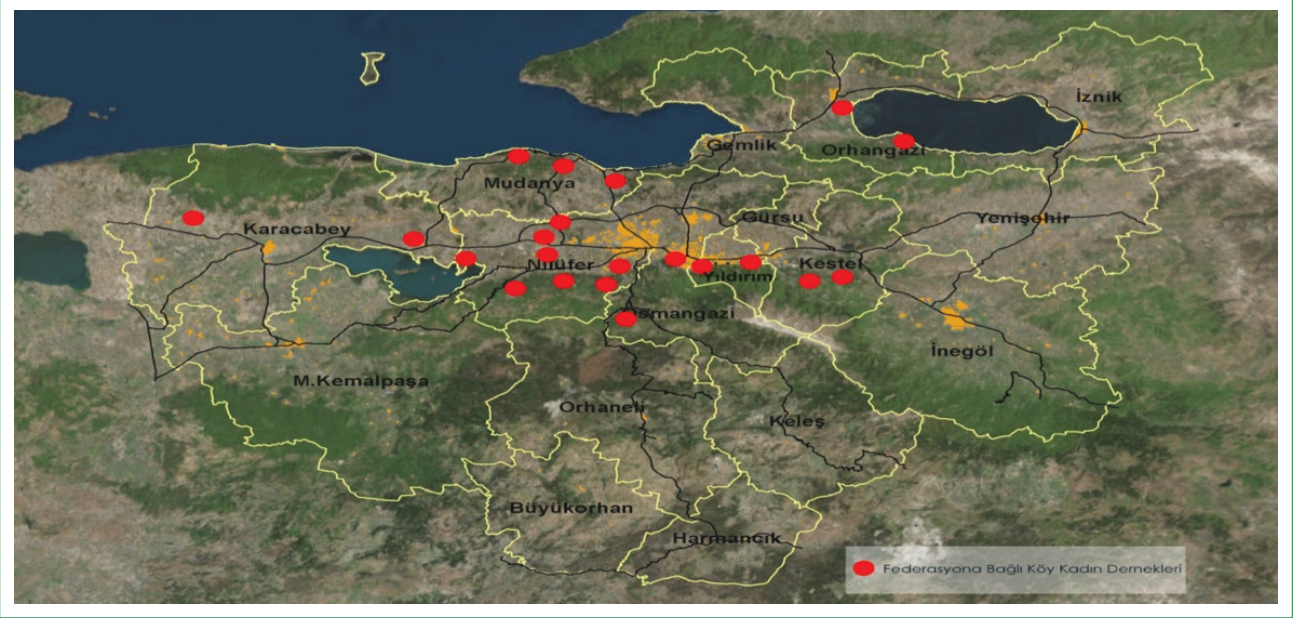 İznik
Gemlik
Orhangazi
Mudanya
Gürsu
Yenişehir
Karacabey
Nilüfer
Kestel
Yıldırım
Osmangazi
İnegöl
M.Kemalpaşa
Orhaneli
Keleş
Büyükorhan
Harmancık
Federasyona Bağlı Köy Kadın Dernekleri